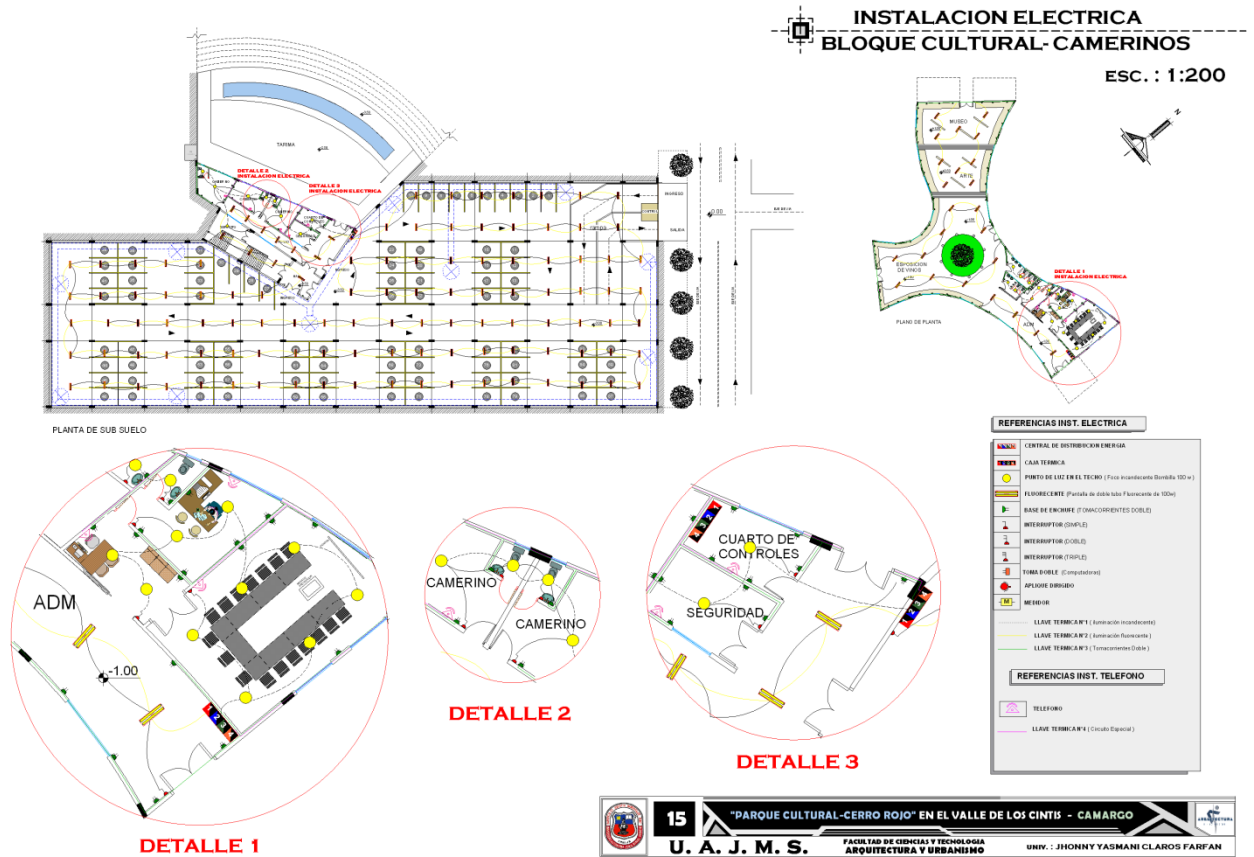 INSTALACION ELECTRICA
BLOQUE CULTURAL- CAMERINOS
ESC. : 1:200
N
TARIMA
DETALLE 2
INSTALACION ELECTRICA
DETALLE 3
INSTALACION ELECTRICA
CAMERINO
INGRESO
CONTROL
SALIDA
rampa
PLANTA DE SUB SUELO
MUSEO
ESPOSICION
DE VINOS
ADM
DETALLE 1
INSTALACION ELECTRICA
PLANO DE PLANTA
ADM
-1.00
DETALLE 1
CAMERINO
CAMERINO
DETALLE 2
CUARTO DE
CONTROLES
SEGURIDAD
DETALLE 3
REFERENCIAS INST. ELECTRICA
CENTRAL DE DISTRIBUCION ENERGIA
CAJA TERMICA
PUNTO DE LUZ EN EL TECHO ( Foco incandecente Bombilla 100 w )
FLUORECENTE (Pantalla de doble tubo Fluorecente de 100w)
BASE DE ENCHUFE (TOMACORRIENTES DOBLE)
INTERRUPTOR (SIMPLE)
INTERRUPTOR (DOBLE)
INTERRUPTOR (TRIPLE)
TOMA DOBLE (Computadoras)
APLIQUE DIRIGIDO
M MEDIDOR
LLAVE TERMICA N°1 ( iluminación incandecente)
LLAVE TERMICA N°2 ( iluminación fluorecente )
LLAVE TERMICA N°3 ( Tomacorrientes Doble )
REFERENCIAS INST. TELEFONO
TELEFONO
LLAVE TERMICA N°4 ( Circuito Especial )
15
"PARQUE CULTURAL-CERRO ROJO" EN EL VALLE DE LOS CINTIS - CAMARGO
U. A. J. M. S.
FACULTAD DE CIENCIAS Y TECNOLOGIA
ARQUITECTURA Y URBANISMO
UNIV. : JHONNY YASMANI CLAROS FARFAN
ARQUITECTURA